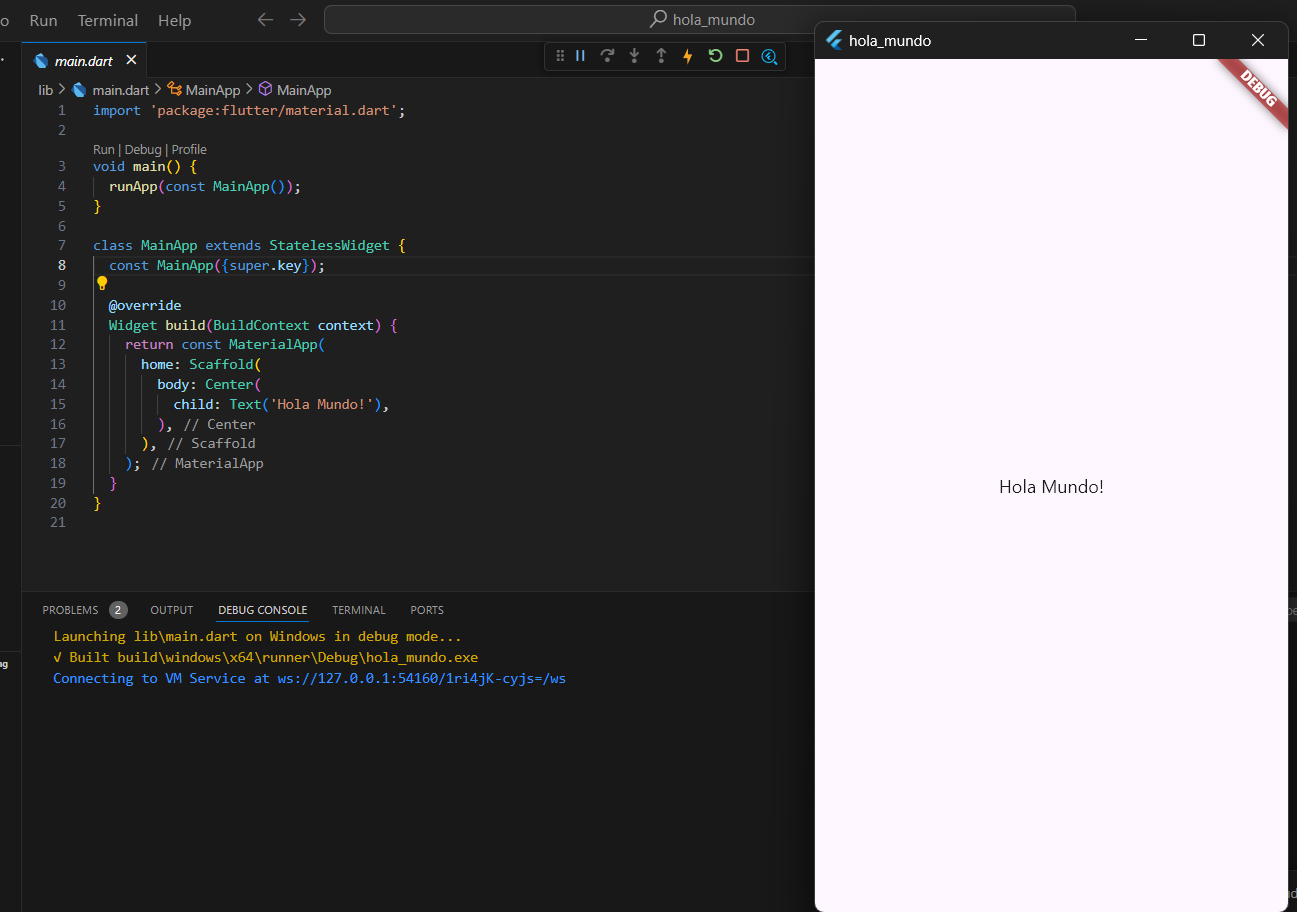 Run Terminal Help
hola_mundo
main.dart
lib > main.dart > MainApp > MainApp
1 import 'package:flutter/material.dart';
2
Run | Debug | Profile
3 void main() {
4 runApp(const MainApp());
5 }
6
7 class MainApp extends StatelessWidget {
8 const MainApp({super.key});
9
10 @override
11 Widget build(BuildContext context) {
12 return const MaterialApp(
13 home: Scaffold(
14 body: Center(
15 child: Text('Hola Mundo!'),
16 ), // Center
17 ), // Scaffold
18 ); // MaterialApp
19 }
20 }
21
PROBLEMS 2 OUTPUT DEBUG CONSOLE TERMINAL PORTS
Launching lib\main.dart on Windows in debug mode...
√ Built build\windows\x64\runner\Debug\hola_mundo.exe
Connecting to VM Service at ws://127.0.0.1:54160/1ri4jK-cyjs=/ws
hola_mundo
DEBUG
Hola Mundo!